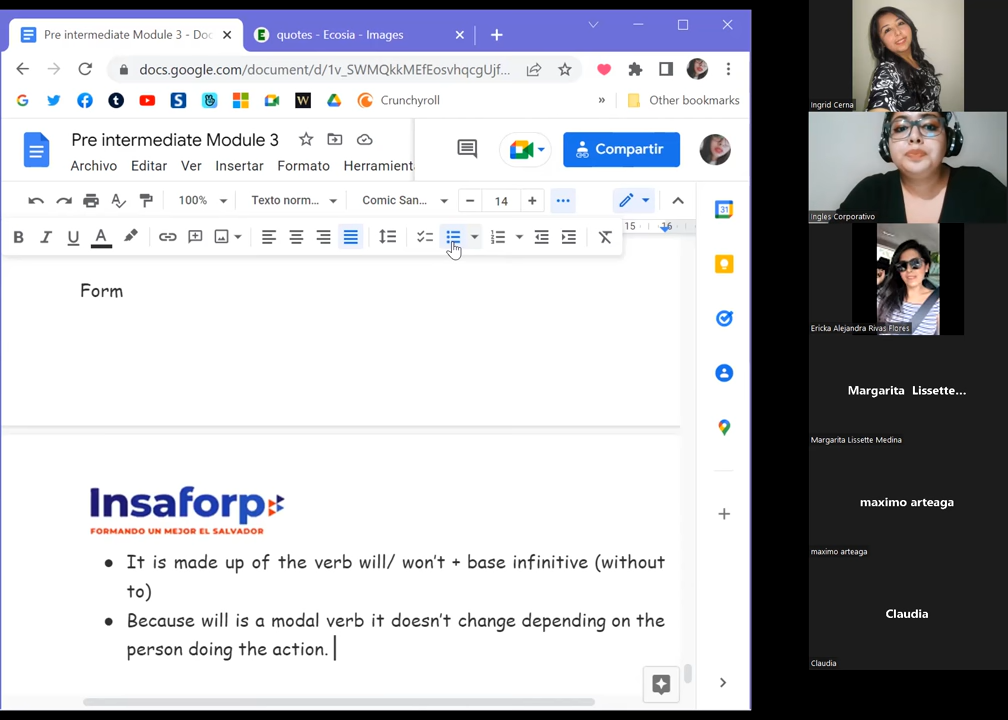 Pre intermediate Module 3 - Doc
quotes - Ecosia - Images
docs.google.com/document/d/1v_SWMQkkMEfEosvhqcgUjf...
Crunchyroll
Other bookmarks
Pre intermediate Module 3
Archivo Editar Ver Insertar Formato Herramient
Compartir
100% Texto norm... Comic San... 14
15 16
Form
Insaforp
FORMANDO UN MEJOR EL SALVADOR
It is made up of the verb will/ won't + base infinitive (without
to)
Because will is a modal verb it doesn't change depending on the
person doing the action.
Ingrid Cerna
Ingles Corporativo
Ericka Alejandra Rivas Flores
Margarita Lissette...
Margarita Lissette Medina
maximo arteaga
maximo arteaga
Claudia
Claudia